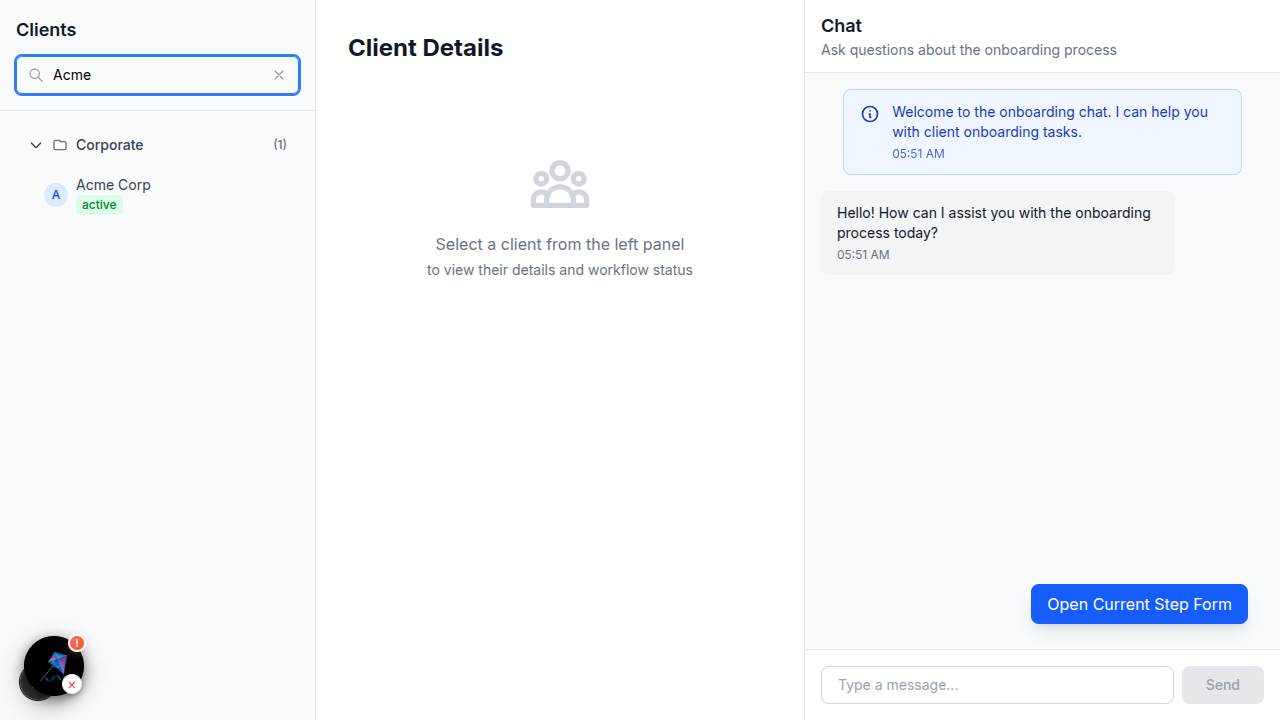 Clients
Acme
Corporate
(1)
A
Acme Corp
active
Client Details
Select a client from the left panel
to view their details and workflow status
Chat
Ask questions about the onboarding process
Welcome to the onboarding chat. I can help you
with client onboarding tasks.
05:51 AM
Hello! How can I assist you with the onboarding
process today?
05:51 AM
Open Current Step Form
Type a message...
Send
!